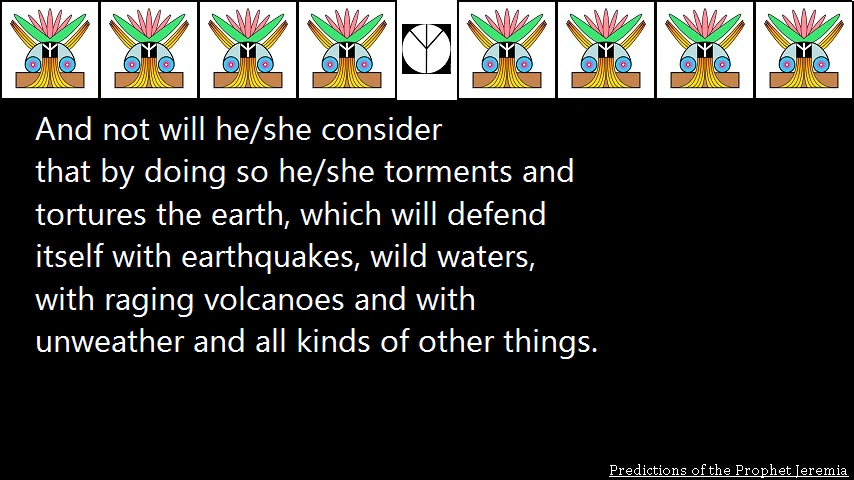 And not will he/she consider
that by doing so he/she torments and
tortures the earth, which will defend
itself with earthquakes, wild waters,
with raging volcanoes and with
unweather and all kinds of other things.
Predictions of the Prophet Jeremia